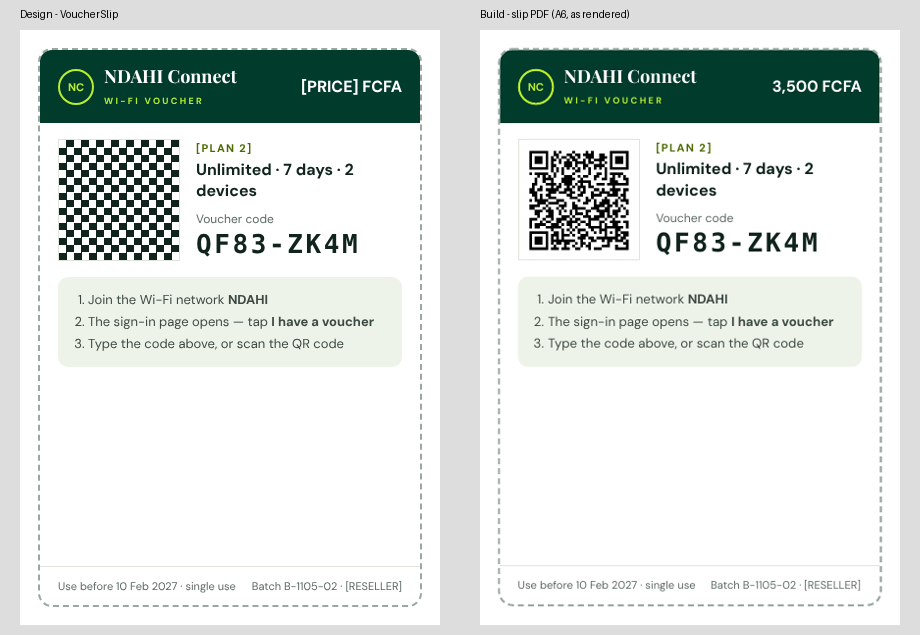 Design - VoucherSlip
NC
NDAHI Connect
WI-FI VOUCHER
[PRICE] FCFA
[PLAN 2]
Unlimited · 7 days · 2
devices
Voucher code
QF83-ZK4M
1. Join the Wi-Fi network NDAHI
2. The sign-in page opens — tap I have a voucher
3. Type the code above, or scan the QR code
Use before 10 Feb 2027 · single use
Batch B-1105-02 · [RESELLER]
Build - slip PDF (A6, as rendered)
NC
NDAHI Connect
WI-FI VOUCHER
3,500 FCFA
[PLAN 2]
Unlimited · 7 days · 2
devices
Voucher code
QF83-ZK4M
1. Join the Wi-Fi network NDAHI
2. The sign-in page opens — tap I have a voucher
3. Type the code above, or scan the QR code
Use before 10 Feb 2027 · single use
Batch B-1105-02 · [RESELLER]